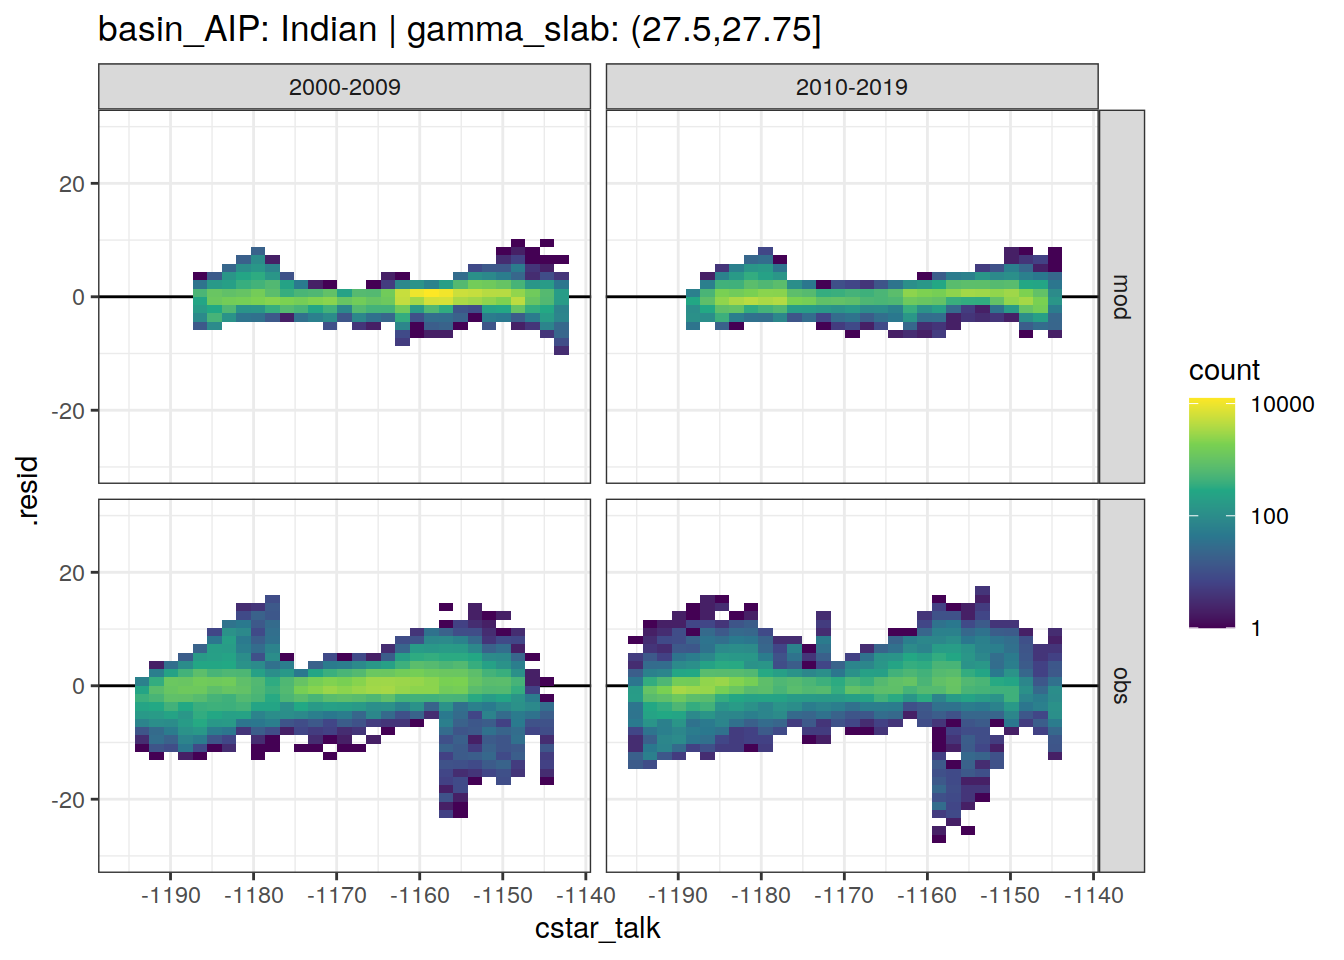 basin_AIP: Indian | gamma_slab: (27.5,27.75]
2000-2009 2010-2019
20
0
-20
mod
20
0
-20
obs
.resid
-1190 -1180 -1170 -1160 -1150 -1140 -1190 -1180 -1170 -1160 -1150 -1140
cstar_talk
count
10000
100
1